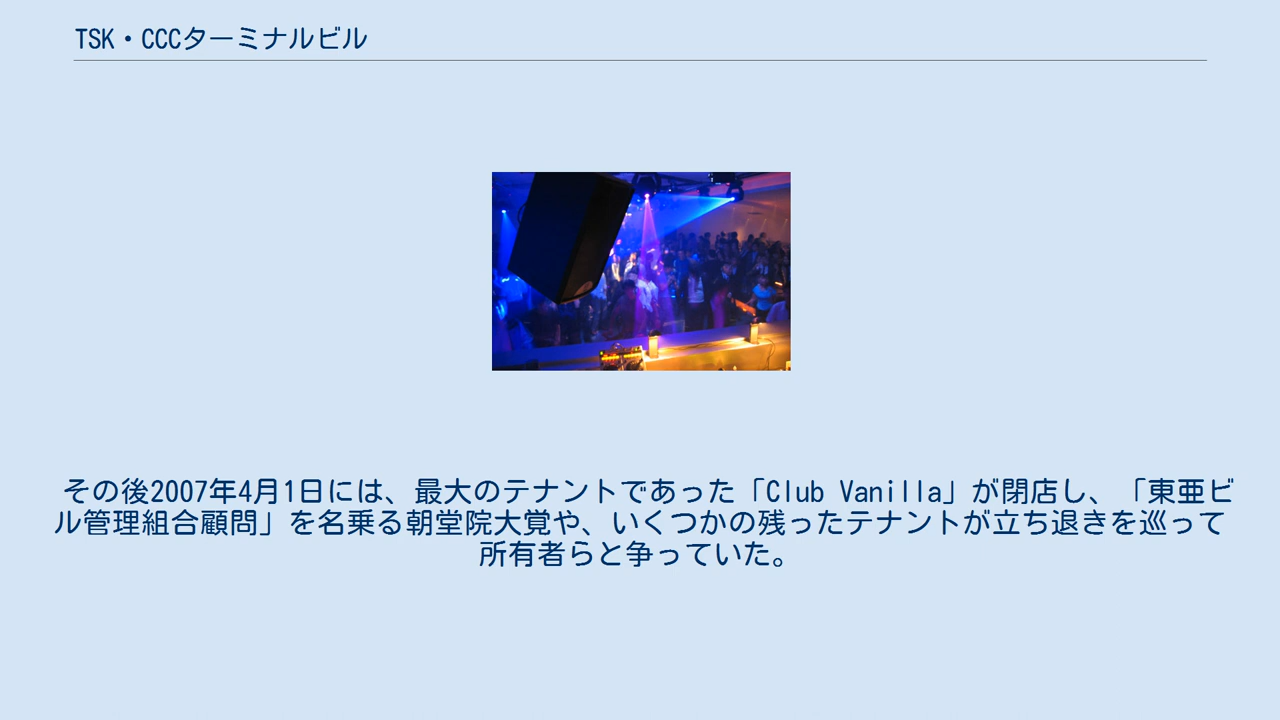 TSK・CCCターミナルビル
その後2007年4月1日には、最大のテナントであった「Club Vanilla」が閉店し、「東亜ビ
ル管理組合顧問」を名乗る朝堂院大覚や、いくつかの残ったテナントが立ち退きを巡って
所有者らと争っていた。